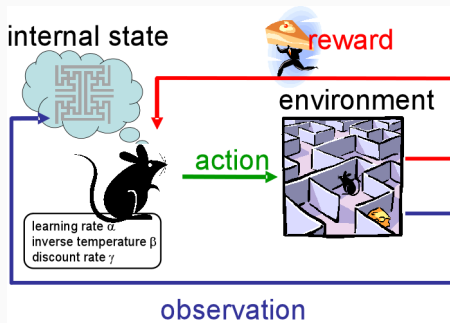 internal state
reward
environment
action
learning rate α
inverse temperature β
discount rate γ
observation